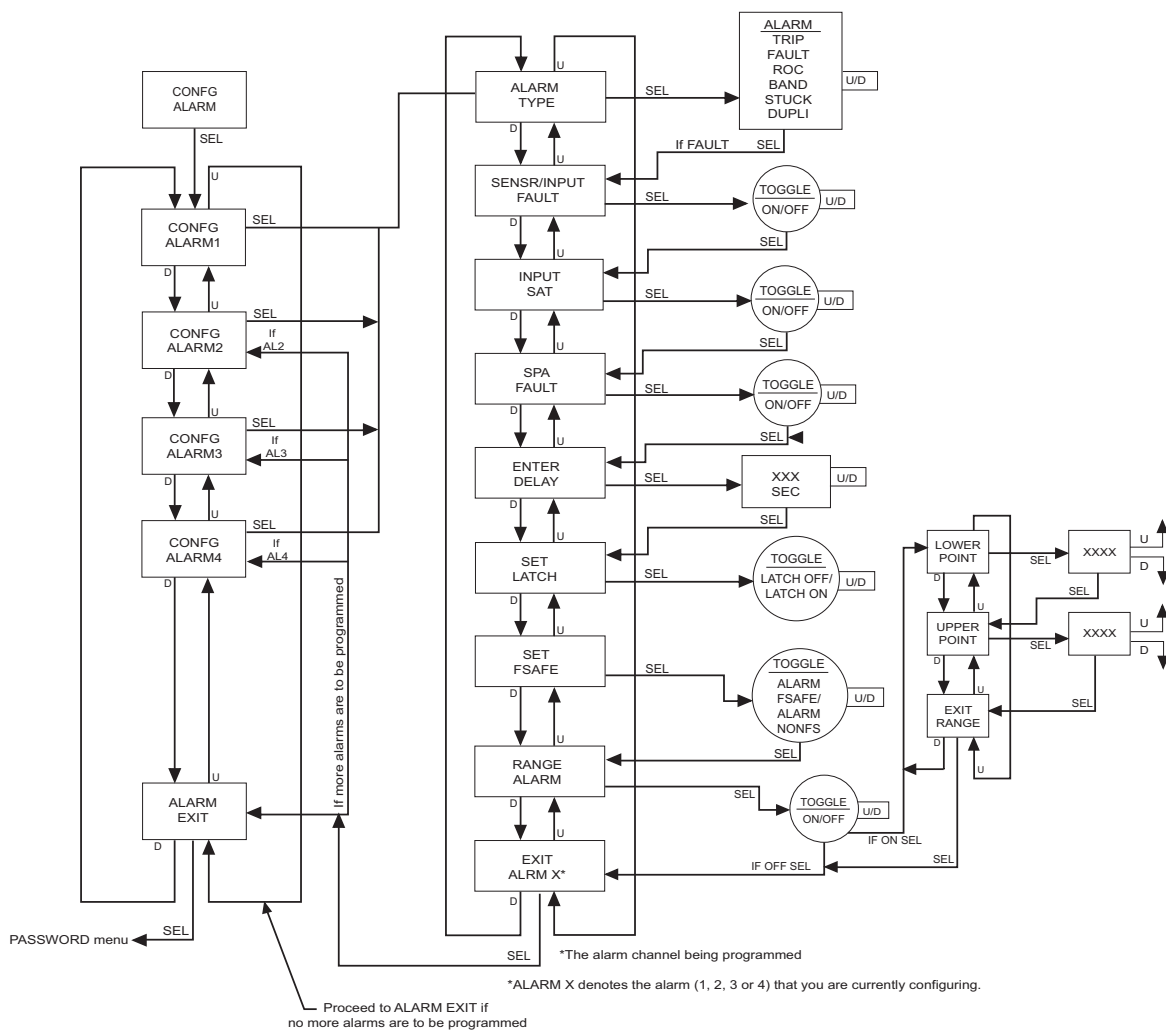 CONFG
ALARM
SEL
U
CONFG
ALARM1
SEL
D
U
CONFG
ALARM2
SEL
If
AL2
D
U
CONFG
ALARM3
SEL
If
AL3
D
U
CONFG
ALARM4
SEL
If
AL4
D
If more alarms are to be programmed
U
ALARM
EXIT
D
SEL
PASSWORD menu
Proceed to ALARM EXIT if
no more alarms are to be programmed
U
ALARM
TYPE
SEL
D
U
ALARM
TRIP
FAULT
ROC
BAND
STUCK
DUPLI
U/D
If FAULT
SEL
SENSR/INPUT
FAULT
SEL
D
U
TOGGLE
ON/OFF
U/D
SEL
INPUT
SAT
SEL
D
U
TOGGLE
ON/OFF
U/D
SEL
SPA
FAULT
SEL
D
U
TOGGLE
ON/OFF
U/D
SEL
ENTER
DELAY
SEL
D
U
XXX
SEC
U/D
SEL
SET
LATCH
SEL
D
U
TOGGLE
LATCH OFF/
LATCH ON
U/D
SET
FSAFE
SEL
D
U
TOGGLE
ALARM
FSAFE/
ALARM
NONFS
U/D
SEL
RANGE
ALARM
SEL
D
U
TOGGLE
ON/OFF
U/D
IF ON SEL
IF OFF SEL
SEL
EXIT
ALRM X*
D
SEL
LOWER
POINT
SEL
D
U
XXXX
U
D
SEL
UPPER
POINT
SEL
D
U
XXXX
U
D
SEL
EXIT
RANGE
D
U
*The alarm channel being programmed
*ALARM X denotes the alarm (1, 2, 3 or 4) that you are currently configuring.